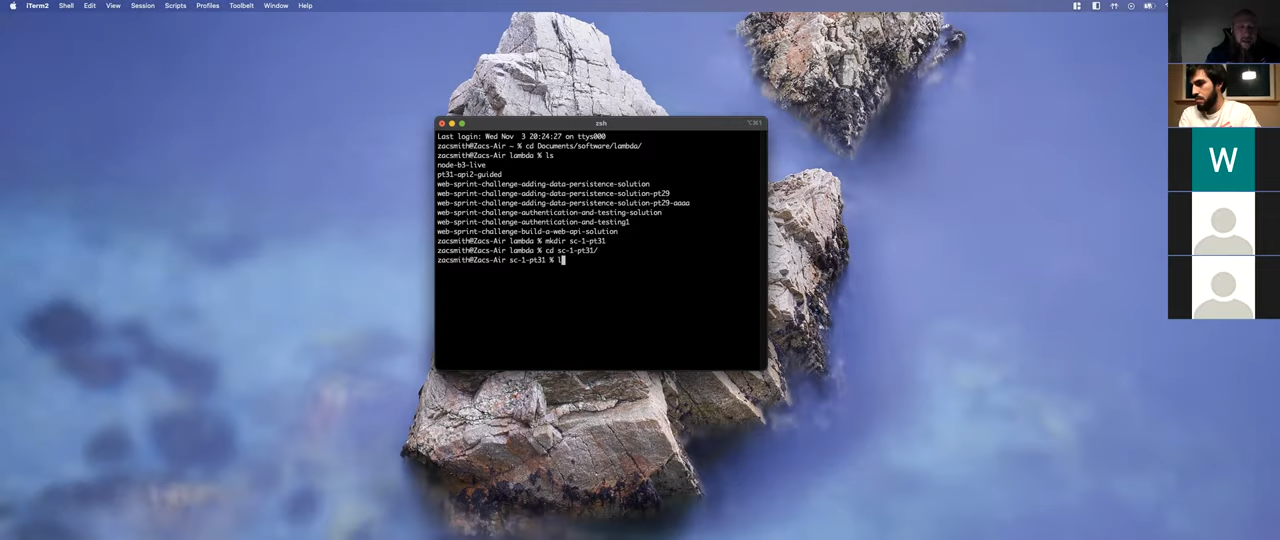 iTerm2 Shell Edit View Session Scripts Profiles Toolbelt Window Help
zsh
⌥⌘1
Last login: Wed Nov  3 20:24:27 on ttys000
zacsmith@Zacs-Air ~ % cd Documents/software/lambda/
zacsmith@Zacs-Air lambda % ls
node-b3-live
pt31-api2-guided
web-sprint-challenge-adding-data-persistence-solution
web-sprint-challenge-adding-data-persistence-solution-pt29
web-sprint-challenge-adding-data-persistence-solution-pt29-aaaa
web-sprint-challenge-authentication-and-testing-solution
web-sprint-challenge-authentication-and-testing1
web-sprint-challenge-build-a-web-api-solution
zacsmith@Zacs-Air lambda % mkdir sc-1-pt31
zacsmith@Zacs-Air lambda % cd sc-1-pt31/
zacsmith@Zacs-Air sc-1-pt31 % l
W